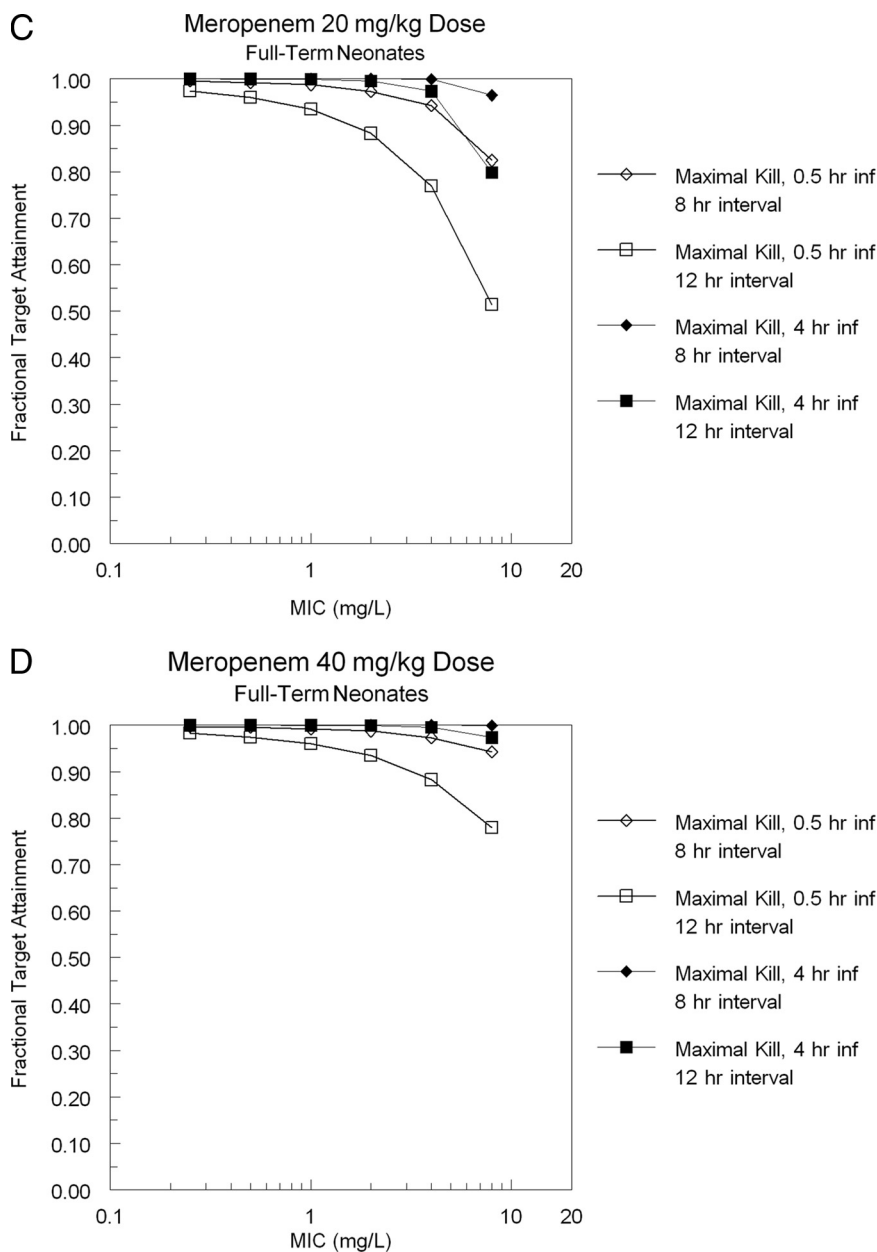 C
Meropenem 20 mg/kg Dose
Full-Term Neonates
Fractional Target Attainment
1.00
0.90
0.80
0.70
0.60
0.50
0.40
0.30
0.20
0.10
0.00
0.1
1
10
20
MIC (mg/L)
Maximal Kill, 0.5 hr inf
8 hr interval
Maximal Kill, 0.5 hr inf
12 hr interval
Maximal Kill, 4 hr inf
8 hr interval
Maximal Kill, 4 hr inf
12 hr interval
D
Meropenem 40 mg/kg Dose
Full-Term Neonates
Fractional Target Attainment
1.00
0.90
0.80
0.70
0.60
0.50
0.40
0.30
0.20
0.10
0.00
0.1
1
10
20
MIC (mg/L)
Maximal Kill, 0.5 hr inf
8 hr interval
Maximal Kill, 0.5 hr inf
12 hr interval
Maximal Kill, 4 hr inf
8 hr interval
Maximal Kill, 4 hr inf
12 hr interval